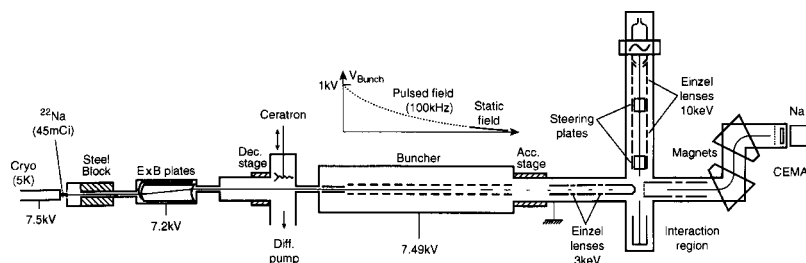 VBunch
1kV
Pulsed field
(100kHz)
Static
field
Einzel
lenses
10keV
Steering
plates
Na
CEMA
Magnets
22Na
(45mCi)
Ceratron
Steel
Block
ExB plates
Dec.
stage
Buncher
Acc.
stage
Cryo
(5K)
7.5kV
7.2kV
Diff.
pump
7.49kV
Einzel
lenses
3keV
Interaction
region